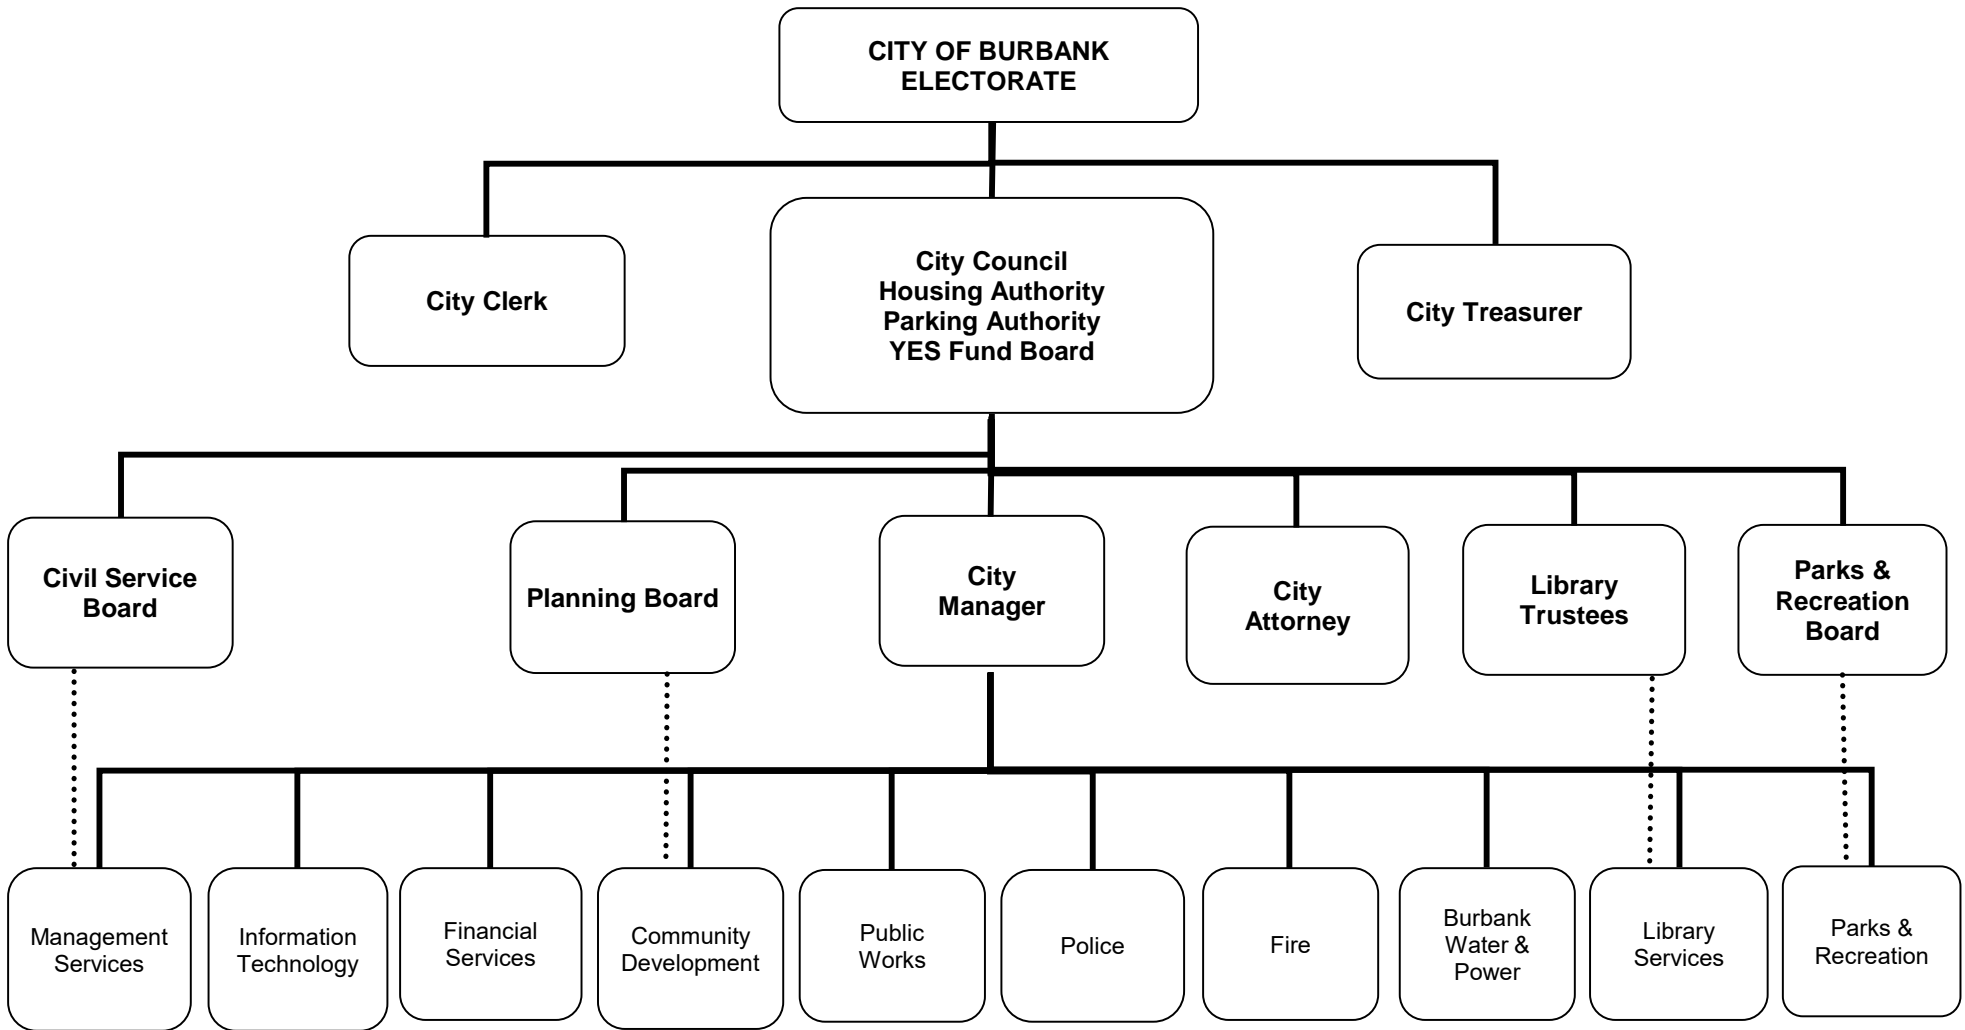 CITY OF BURBANK
ELECTORATE
City Clerk
City Council
Housing Authority
Parking Authority
YES Fund Board
City Treasurer
Civil Service
Board
Planning Board
City
Manager
City
Attorney
Library
Trustees
Parks &
Recreation
Board
Management
Services
Information
Technology
Financial
Services
Community
Development
Public
Works
Police
Fire
Burbank
Water &
Power
Library
Services
Parks &
Recreation